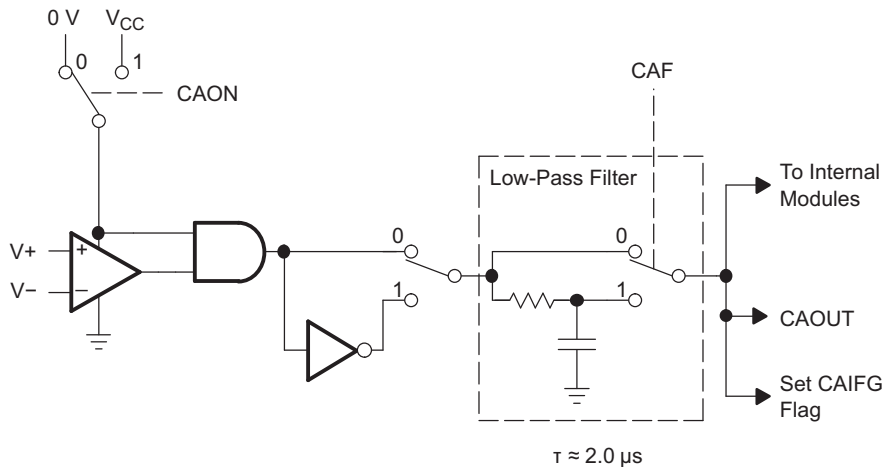 0 V
V_CC
0
1
CAON
CAF
Low-Pass Filter
To Internal
Modules
V+
+
V−
−
0
1
0
1
CAOUT
Set CAIFG
Flag
τ ≈ 2.0 µs